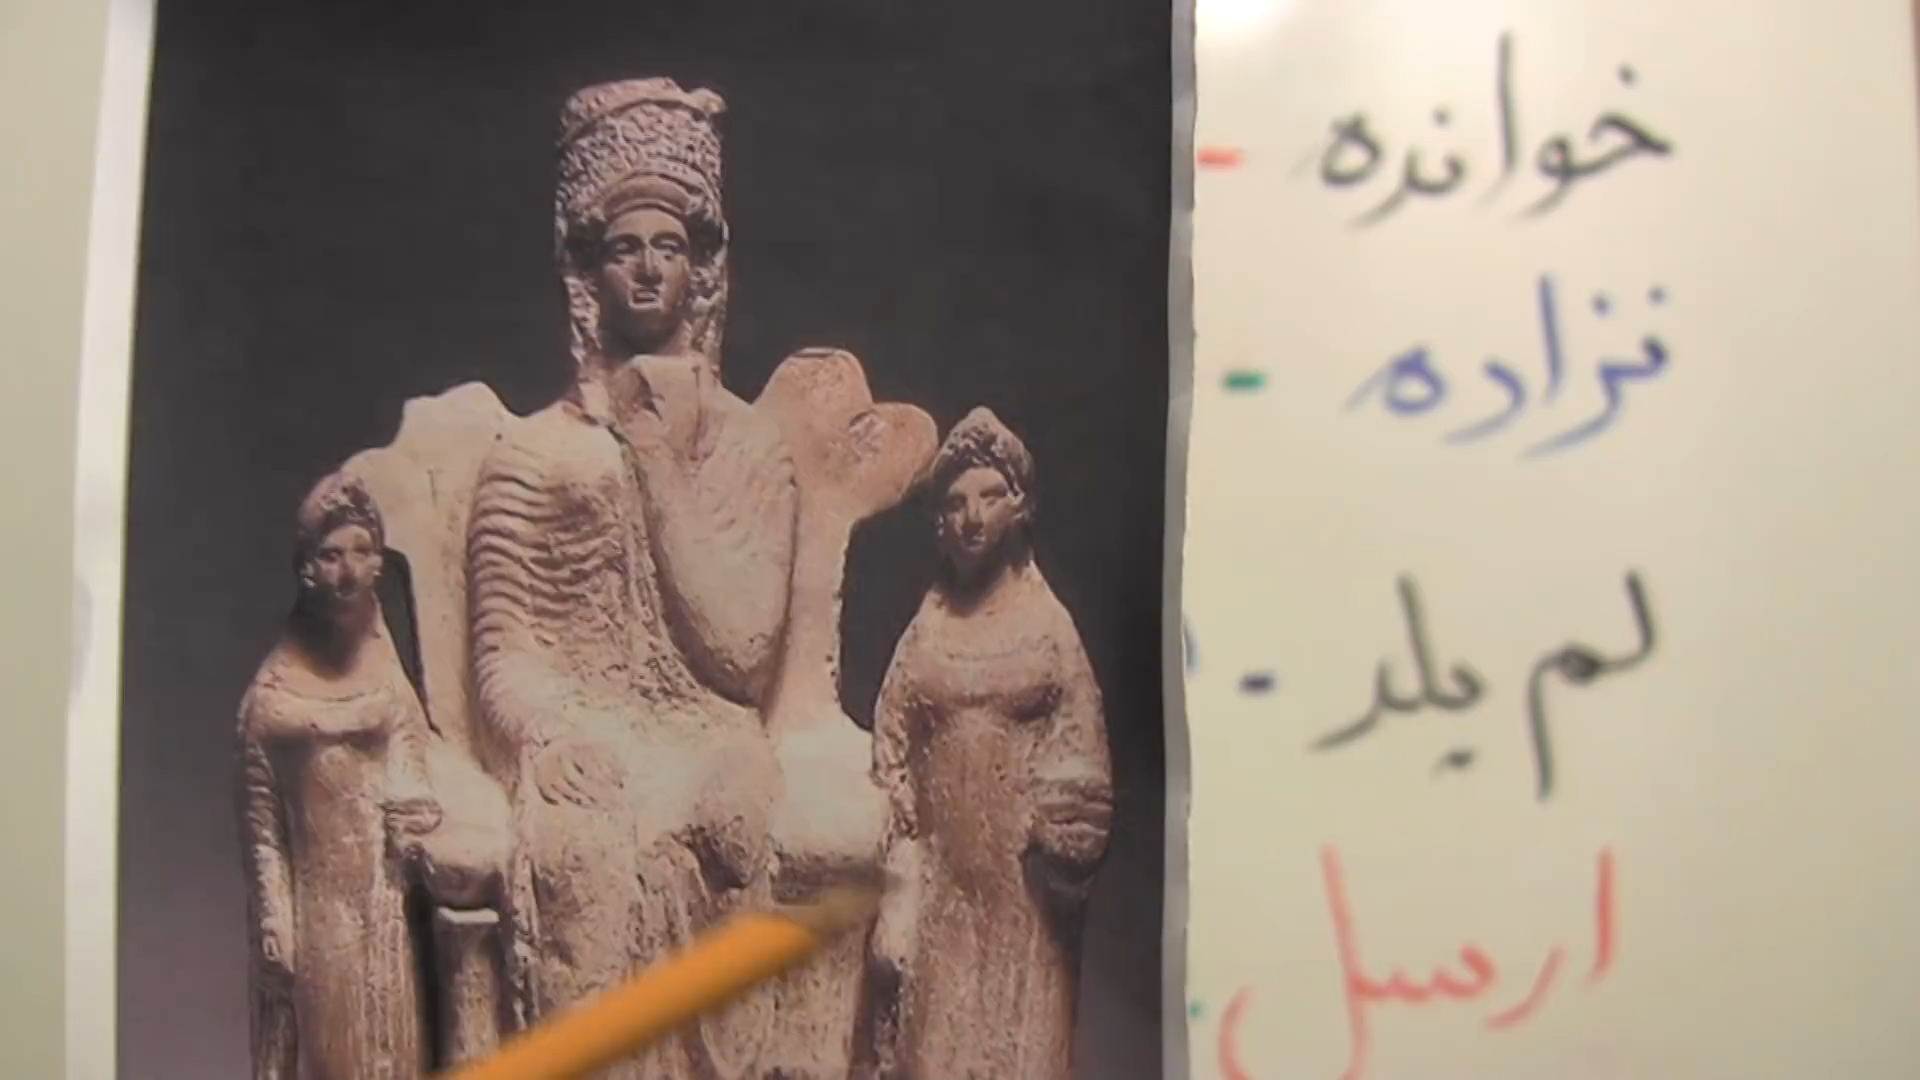 خوانده -
نزاده -
لم یلد -
ارسل